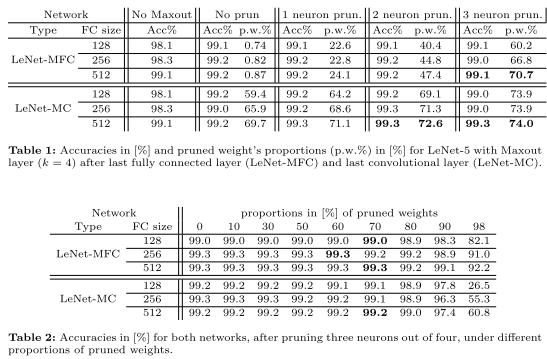 Network No Maxout No prun 1 neuron prun. 2 neuron prun. 3 neuron prun.
Type FC size Acc% Acc% p.w.% Acc% p.w.% Acc% p.w.% Acc% p.w.%
128 98.1 99.1 0.74 99.1 22.6 99.1 40.4 99.1 60.2
LeNet-MFC 256 98.3 99.2 0.82 99.2 22.8 99.2 44.8 99.0 66.8
512 99.1 99.2 0.87 99.2 24.1 99.2 47.4 99.1 70.7
128 98.1 99.2 59.4 99.2 64.2 99.2 69.1 99.0 73.9
LeNet-MC 256 98.3 99.0 65.9 99.2 68.6 99.3 71.3 99.0 73.9
512 99.1 99.2 69.7 99.3 71.1 99.3 72.6 99.3 74.0
Table 1: Accuracies in [%] and pruned weight's proportions (p.w.%) in [%] for LeNet-5 with Maxout
layer (k = 4) after last fully connected layer (LeNet-MFC) and last convolutional layer (LeNet-MC).
Network proportions in [%] of pruned weights
Type FC size 0 10 30 50 60 70 80 90 98
128 99.0 99.0 99.0 99.0 99.0 99.0 98.9 98.3 82.1
LeNet-MFC 256 99.3 99.3 99.3 99.3 99.3 99.2 99.2 98.9 91.0
512 99.3 99.3 99.3 99.3 99.3 99.3 99.2 99.1 92.2
128 99.2 99.2 99.2 99.2 99.1 99.1 98.9 97.8 26.5
LeNet-MC 256 99.3 99.3 99.3 99.2 99.2 99.1 98.9 96.3 55.3
512 99.2 99.2 99.2 99.2 99.2 99.2 99.0 97.4 60.8
Table 2: Accuracies in [%] for both networks, after pruning three neurons out of four, under different
proportions of pruned weights.